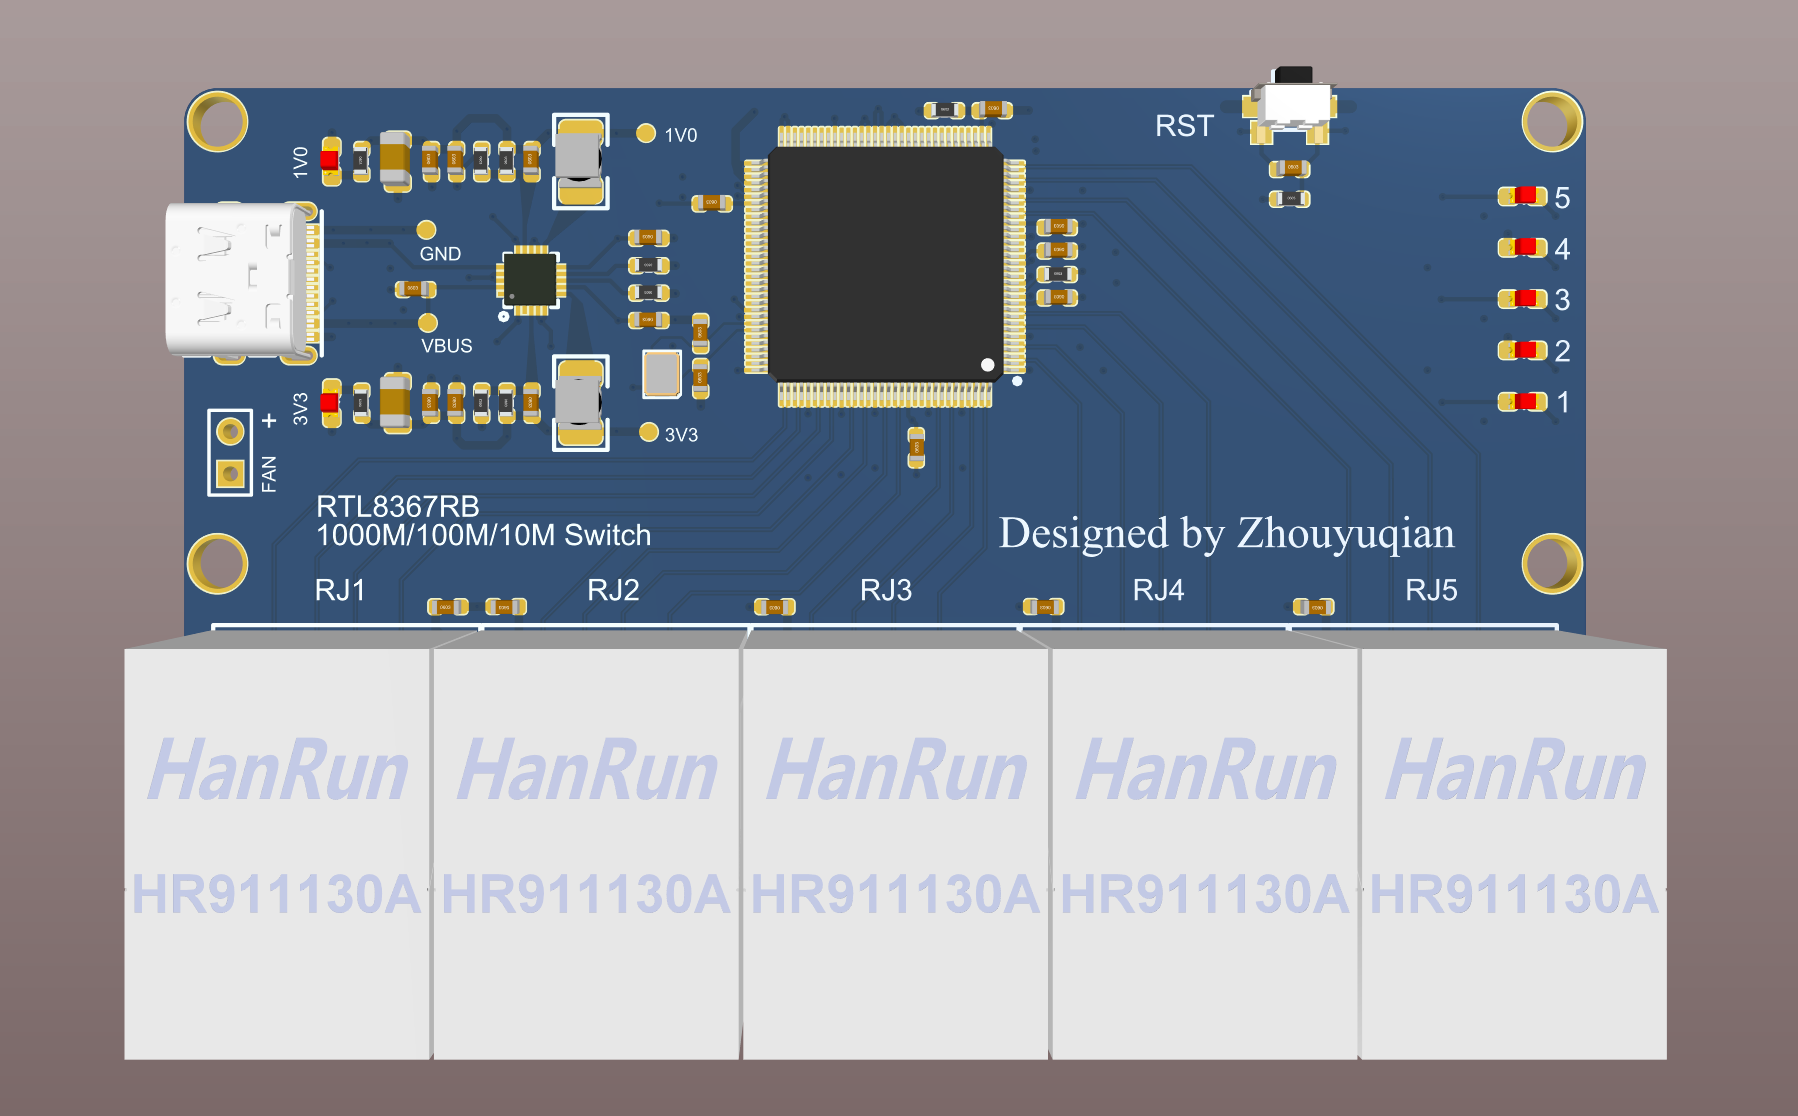 1V0
1V0
RST
GND
VBUS
3V3
3V3
+
FAN
5
4
3
2
1
RTL8367RB
1000M/100M/10M Switch
Designed by Zhouyuqian
RJ1
RJ2
RJ3
RJ4
RJ5
HanRun
HanRun
HanRun
HanRun
HanRun
HR911130A
HR911130A
HR911130A
HR911130A
HR911130A